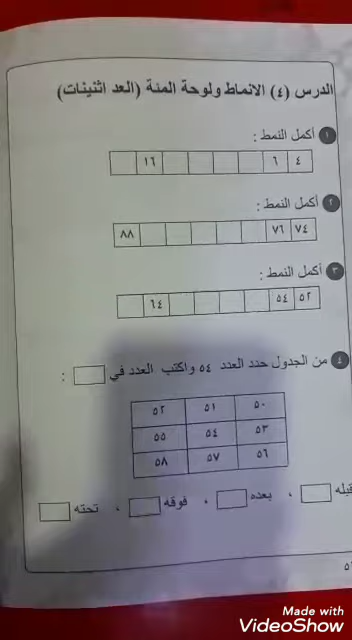 الدرس (٤) الانماط ولوحة المئة (العد اثنينات)
١ أكمل النمط :
٤ ٦ ١٦
٢ أكمل النمط :
٧٤ ٧٦ ٨٨
٣ أكمل النمط :
٥٢ ٥٤ ٦٤
٤ من الجدول حدد العدد ٥٤ واكتب العدد في :
٥٠ ٥١ ٥٢
٥٣ ٥٤ ٥٥
٥٦ ٥٧ ٥٨
قبله ، بعده ، فوقه ، تحته
Made with
VideoShow